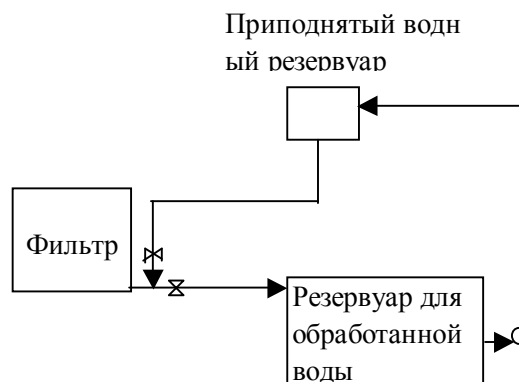 Приподнятый водн
ый резервуар
Фильтр
Резервуар для
обработанной
воды